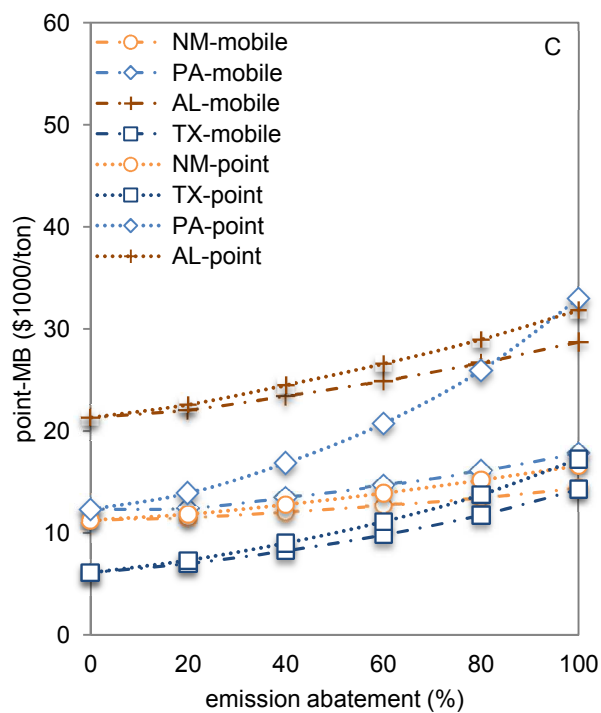 C
NM-mobile
PA-mobile
AL-mobile
TX-mobile
NM-point
TX-point
PA-point
AL-point
point-MB ($1000/ton)
60
50
40
30
20
10
0
0 20 40 60 80 100
emission abatement (%)